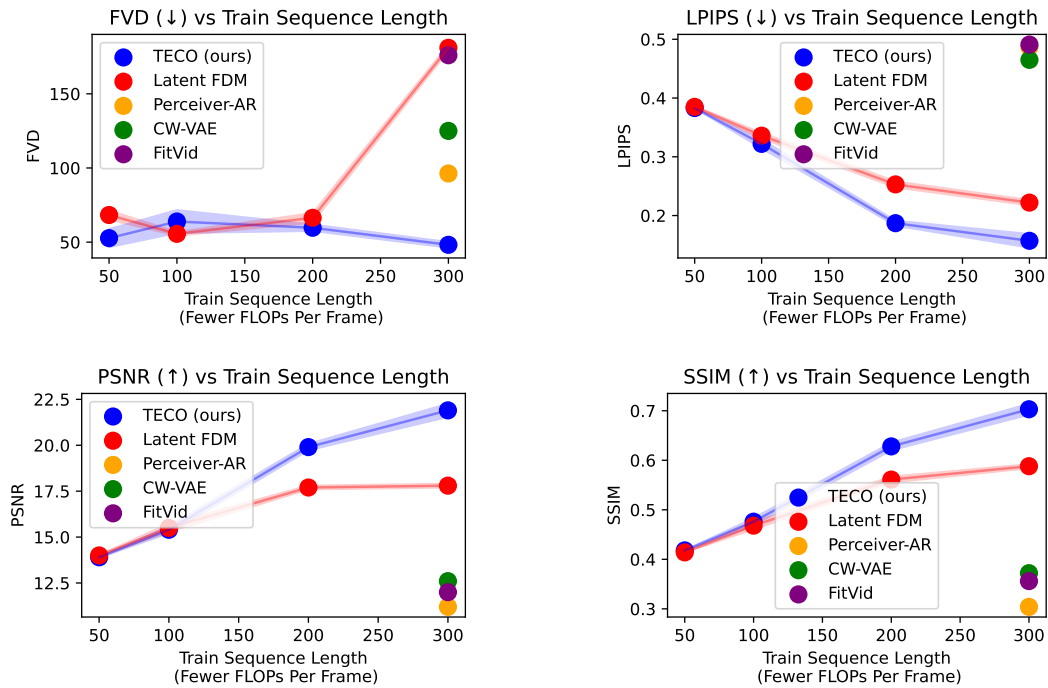 FVD (↓) vs Train Sequence Length
FVD
150
100
50
TECO (ours)
Latent FDM
Perceiver-AR
CW-VAE
FitVid
50 100 150 200 250 300
Train Sequence Length
(Fewer FLOPs Per Frame)
LPIPS (↓) vs Train Sequence Length
LPIPS
0.5
0.4
0.3
0.2
TECO (ours)
Latent FDM
Perceiver-AR
CW-VAE
FitVid
50 100 150 200 250 300
Train Sequence Length
(Fewer FLOPs Per Frame)
PSNR (↑) vs Train Sequence Length
PSNR
22.5
20.0
17.5
15.0
12.5
TECO (ours)
Latent FDM
Perceiver-AR
CW-VAE
FitVid
50 100 150 200 250 300
Train Sequence Length
(Fewer FLOPs Per Frame)
SSIM (↑) vs Train Sequence Length
SSIM
0.7
0.6
0.5
0.4
0.3
TECO (ours)
Latent FDM
Perceiver-AR
CW-VAE
FitVid
50 100 150 200 250 300
Train Sequence Length
(Fewer FLOPs Per Frame)